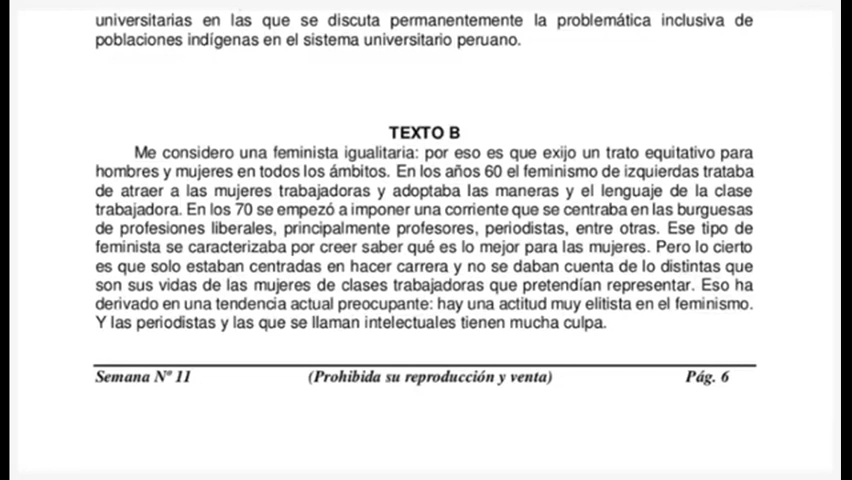 universitarias en las que se discuta permanentemente la problemática inclusiva de
poblaciones indígenas en el sistema universitario peruano.
TEXTO B
Me considero una feminista igualitaria: por eso es que exijo un trato equitativo para
hombres y mujeres en todos los ámbitos. En los años 60 el feminismo de izquierdas trataba
de atraer a las mujeres trabajadoras y adoptaba las maneras y el lenguaje de la clase
trabajadora. En los 70 se empezó a imponer una corriente que se centraba en las burguesas
de profesiones liberales, principalmente profesores, periodistas, entre otras. Ese tipo de
feminista se caracterizaba por creer saber qué es lo mejor para las mujeres. Pero lo cierto
es que solo estaban centradas en hacer carrera y no se daban cuenta de lo distintas que
son sus vidas de las mujeres de clases trabajadoras que pretendían representar. Eso ha
derivado en una tendencia actual preocupante: hay una actitud muy elitista en el feminismo.
Y las periodistas y las que se llaman intelectuales tienen mucha culpa.
Semana Nº 11 (Prohibida su reproducción y venta) Pág. 6